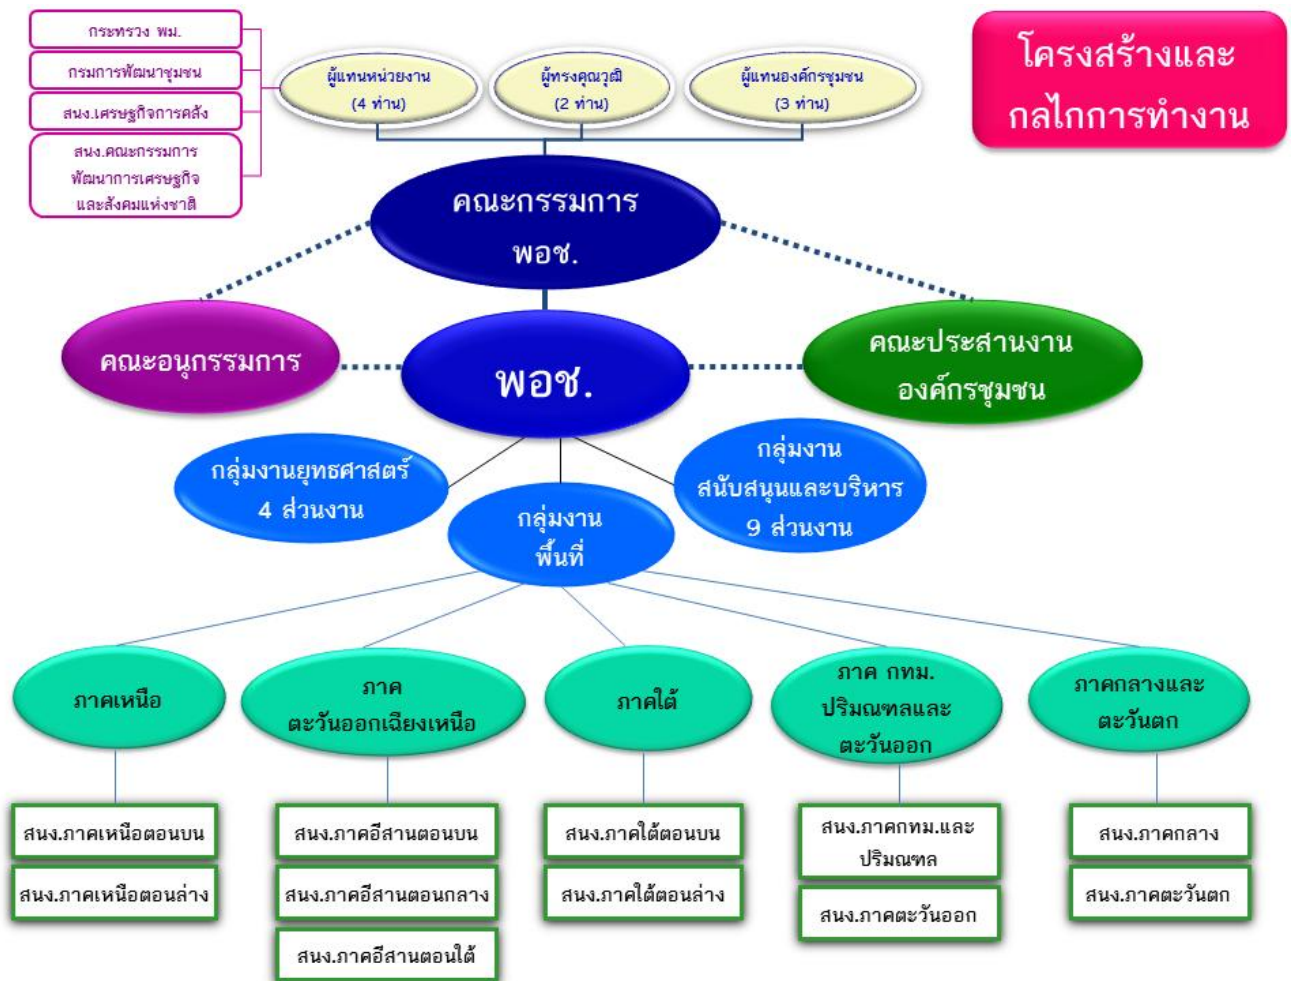 โครงสร้างและ
กลไกการทำงาน
กระทรวง พม.
กรมการพัฒนาชุมชน
สนง.เศรษฐกิจการคลัง
สนง.คณะกรรมการ
พัฒนาการเศรษฐกิจ
และสังคมแห่งชาติ
ผู้แทนหน่วยงาน
(4 ท่าน)
ผู้ทรงคุณวุฒิ
(2 ท่าน)
ผู้แทนองค์กรชุมชน
(3 ท่าน)
คณะกรรมการ
พอช.
คณะอนุกรรมการ
พอช.
คณะประสานงาน
องค์กรชุมชน
กลุ่มงานยุทธศาสตร์
4 ส่วนงาน
กลุ่มงาน
พื้นที่
กลุ่มงาน
สนับสนุนและบริหาร
9 ส่วนงาน
ภาคเหนือ
ภาค
ตะวันออกเฉียงเหนือ
ภาคใต้
ภาค กทม.
ปริมณฑลและ
ตะวันออก
ภาคกลางและ
ตะวันตก
สนง.ภาคเหนือตอนบน
สนง.ภาคเหนือตอนล่าง
สนง.ภาคอีสานตอนบน
สนง.ภาคอีสานตอนกลาง
สนง.ภาคอีสานตอนใต้
สนง.ภาคใต้ตอนบน
สนง.ภาคใต้ตอนล่าง
สนง.ภาคกทม.และ
ปริมณฑล
สนง.ภาคตะวันออก
สนง.ภาคกลาง
สนง.ภาคตะวันตก